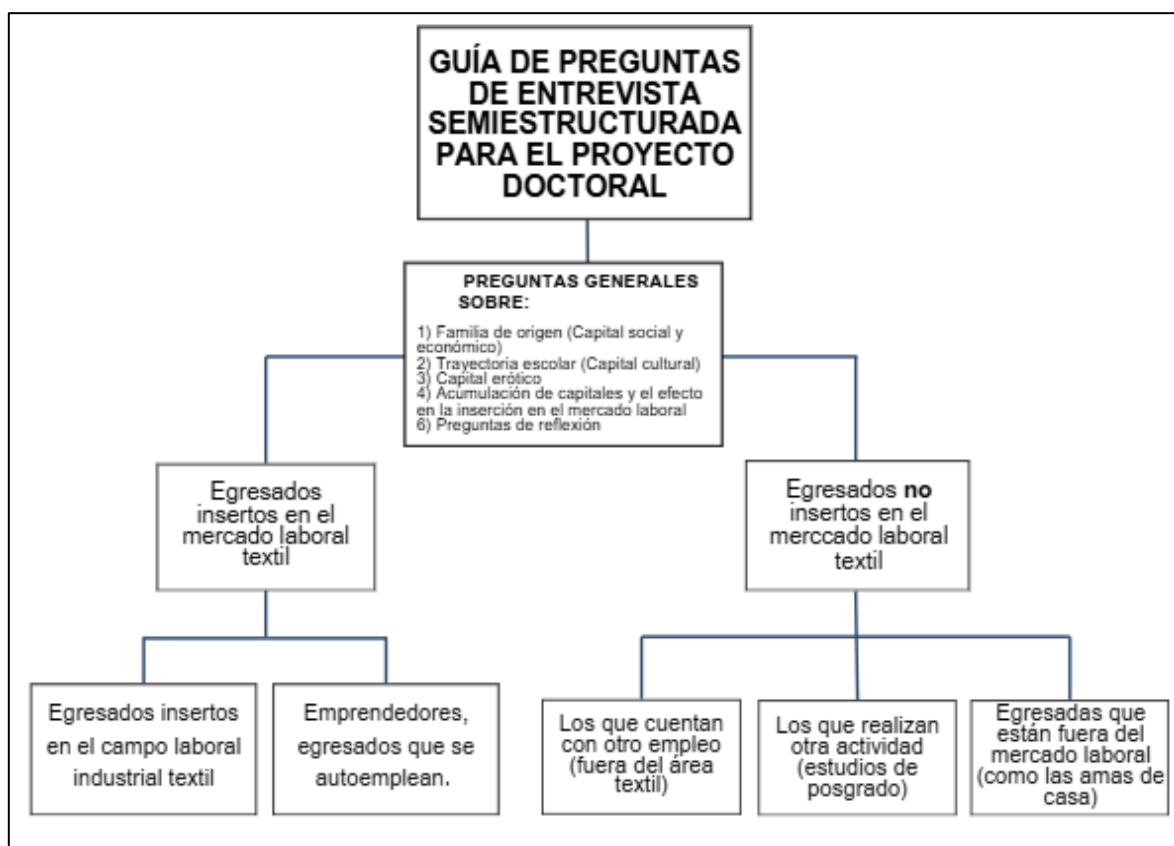 GUÍA DE PREGUNTAS
DE ENTREVISTA
SEMIESTRUCTURADA
PARA EL PROYECTO
DOCTORAL
PREGUNTAS GENERALES
SOBRE:
1) Familia de origen (Capital social y
económico)
2) Trayectoria escolar (Capital cultural)
3) Capital erótico
4) Acumulación de capitales y el efecto
en la inserción en el mercado laboral
6) Preguntas de reflexión
Egresados
insertos en el
mercado laboral
textil
Egresados no
insertos en el
merccado laboral
textil
Egresados insertos
en el campo laboral
industrial textil
Emprendedores,
egresados que se
autoemplean.
Los que cuentan
con otro empleo
(fuera del área
textil)
Los que realizan
otra actividad
(estudios de
posgrado)
Egresadas que
están fuera del
mercado laboral
(como las amas de
casa)